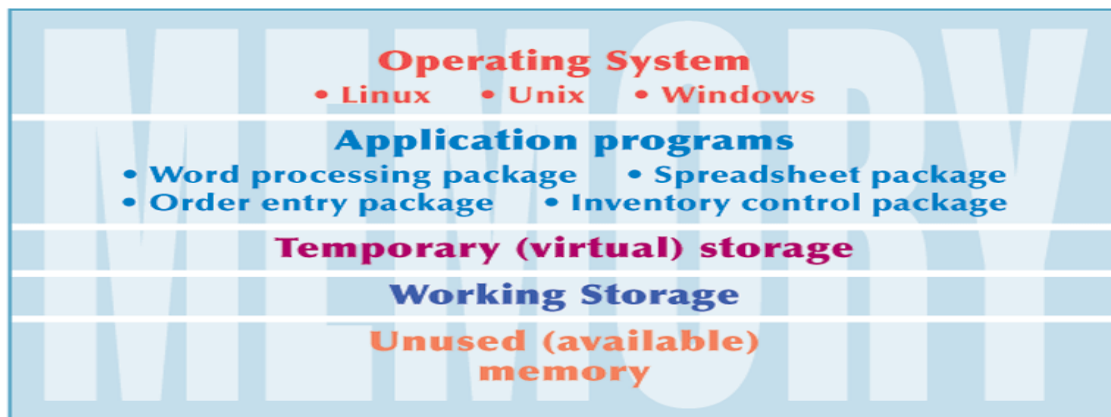 MEMORY
Operating System
• Linux • Unix • Windows
Application programs
• Word processing package • Spreadsheet package
• Order entry package • Inventory control package
Temporary (virtual) storage
Working Storage
Unused (available)
memory